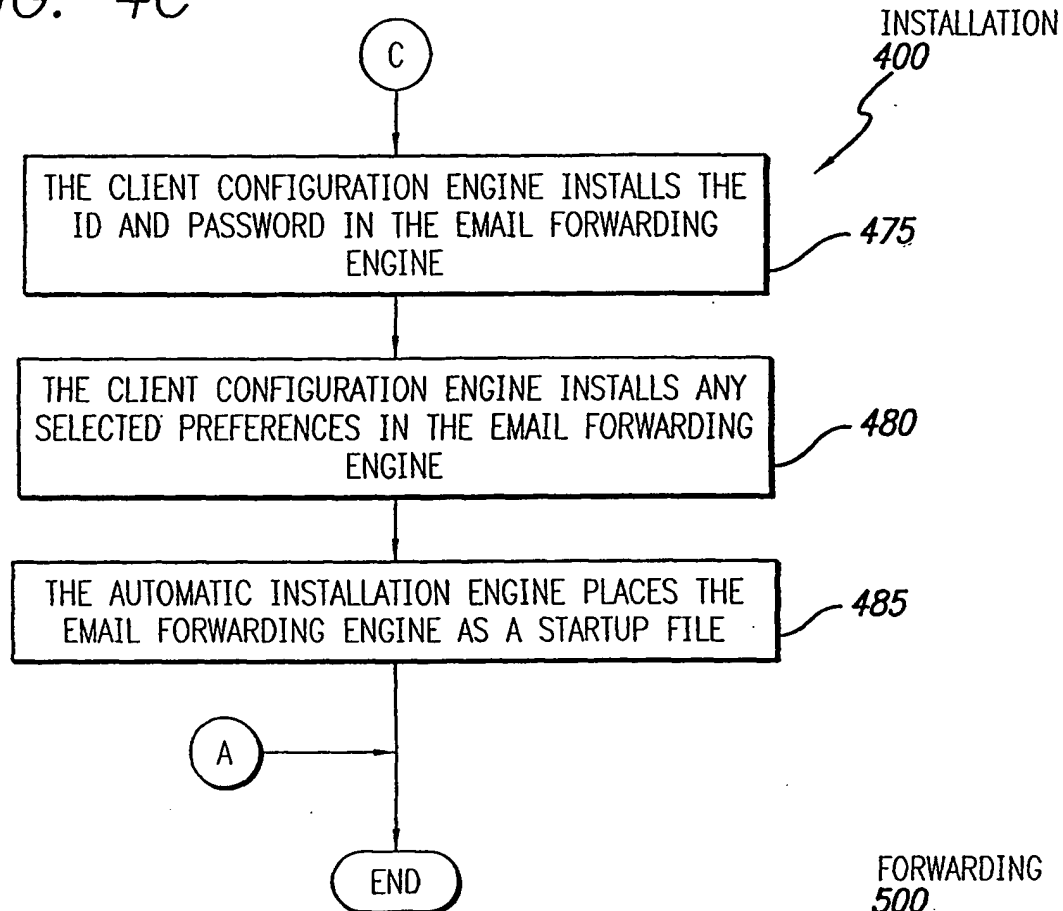 FIG. 4C
INSTALLATION
400
C
THE CLIENT CONFIGURATION ENGINE INSTALLS THE
ID AND PASSWORD IN THE EMAIL FORWARDING
ENGINE
475
THE CLIENT CONFIGURATION ENGINE INSTALLS ANY
SELECTED PREFERENCES IN THE EMAIL FORWARDING
ENGINE
480
THE AUTOMATIC INSTALLATION ENGINE PLACES THE
EMAIL FORWARDING ENGINE AS A STARTUP FILE
485
A
END
FORWARDING
500